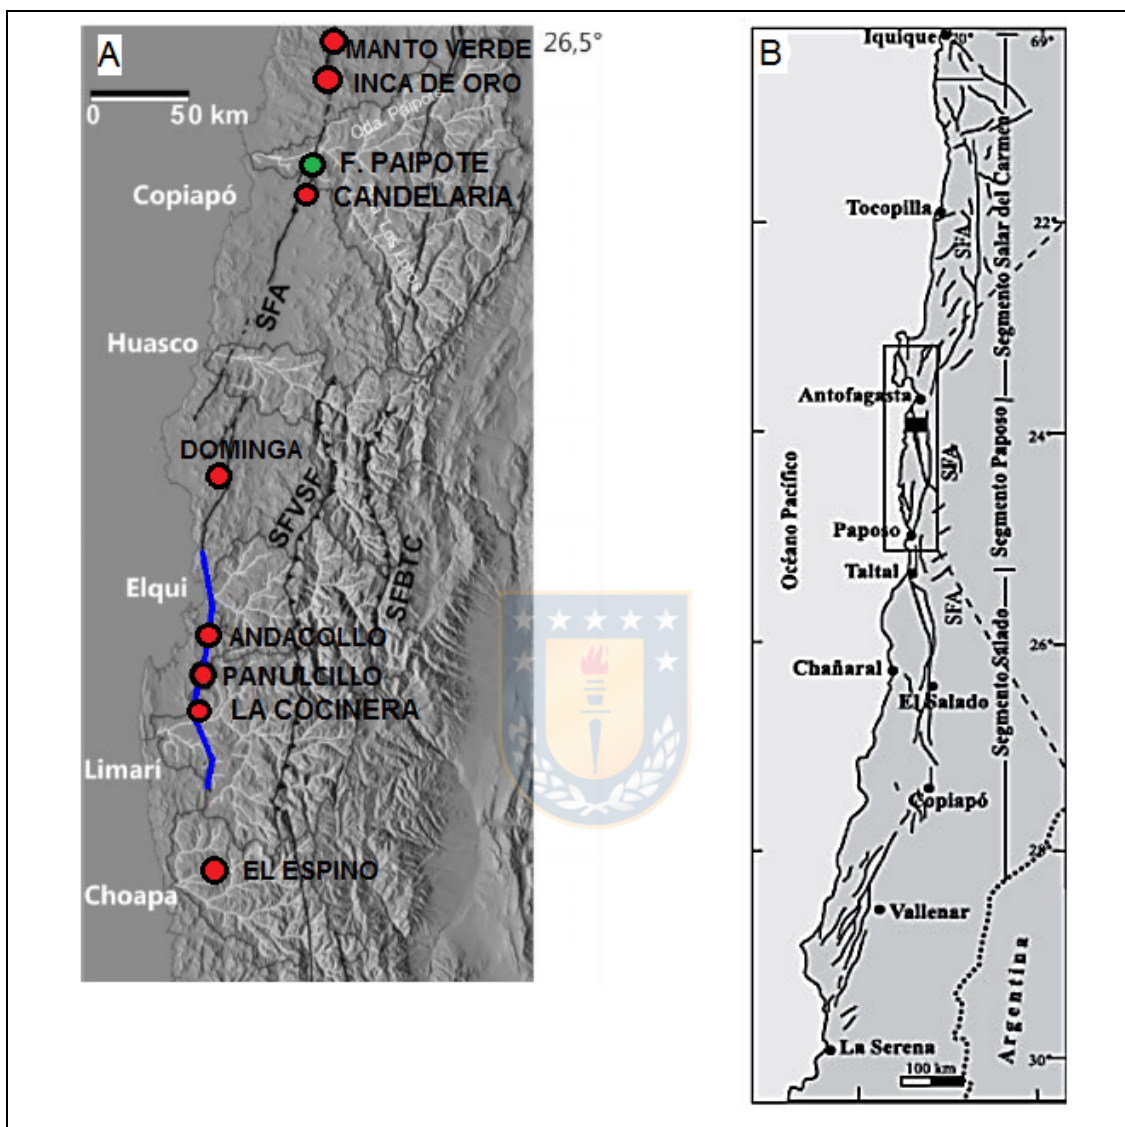 A
MANTO VERDE
26,5°
INCA DE ORO
0 50 km
Qda. Paipote
F. PAIPOTE
Copiapó
CANDELARIA
SFA
Huasco
DOMINGA
SFVSF
SFBTC
Elqui
ANDACOLLO
PANULCILLO
LA COCINERA
Limarí
EL ESPINO
Choapa
B
Iquique
70°
69°
Tocopilla
22°
SFA
Segmento Salar del Carmen
Antofagasta
24°
SFA
Segmento Paposo
Océano Pacífico
Paposo
Taltal
SFA
26°
Chañaral
El Salado
Segmento Salado
Copiapó
28°
Vallenar
Argentina
La Serena
30°
100 km